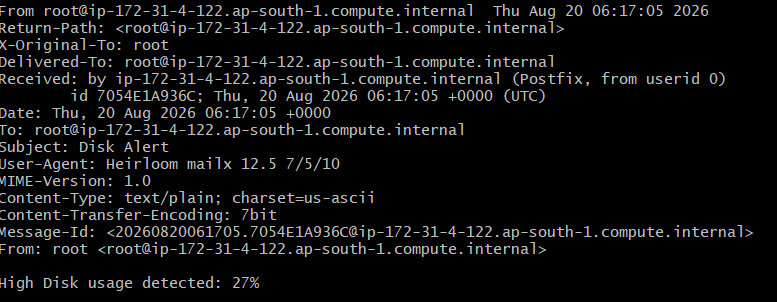 From root@ip-172-31-4-122.ap-south-1.compute.internal  Thu Aug 20 06:17:05 2026
Return-Path: <root@ip-172-31-4-122.ap-south-1.compute.internal>
X-Original-To: root
Delivered-To: root@ip-172-31-4-122.ap-south-1.compute.internal
Received: by ip-172-31-4-122.ap-south-1.compute.internal (Postfix, from userid 0)
        id 7054E1A936C; Thu, 20 Aug 2026 06:17:05 +0000 (UTC)
Date: Thu, 20 Aug 2026 06:17:05 +0000
To: root@ip-172-31-4-122.ap-south-1.compute.internal
Subject: Disk Alert
User-Agent: Heirloom mailx 12.5 7/5/10
MIME-Version: 1.0
Content-Type: text/plain; charset=us-ascii
Content-Transfer-Encoding: 7bit
Message-Id: <20260820061705.7054E1A936C@ip-172-31-4-122.ap-south-1.compute.internal>
From: root <root@ip-172-31-4-122.ap-south-1.compute.internal>

High Disk usage detected: 27%